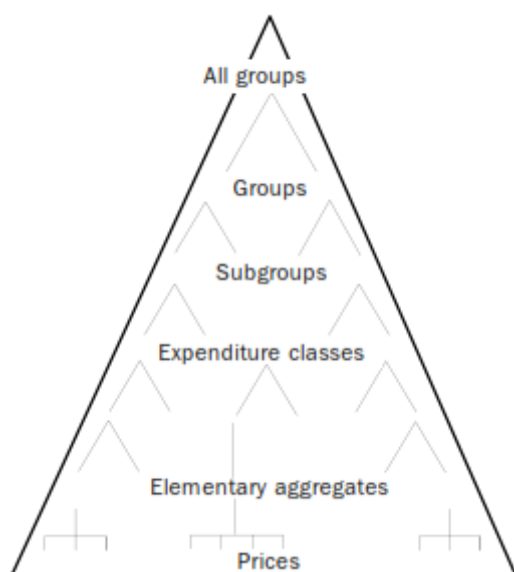 All groups
Groups
Subgroups
Expenditure classes
Elementary aggregates
Prices